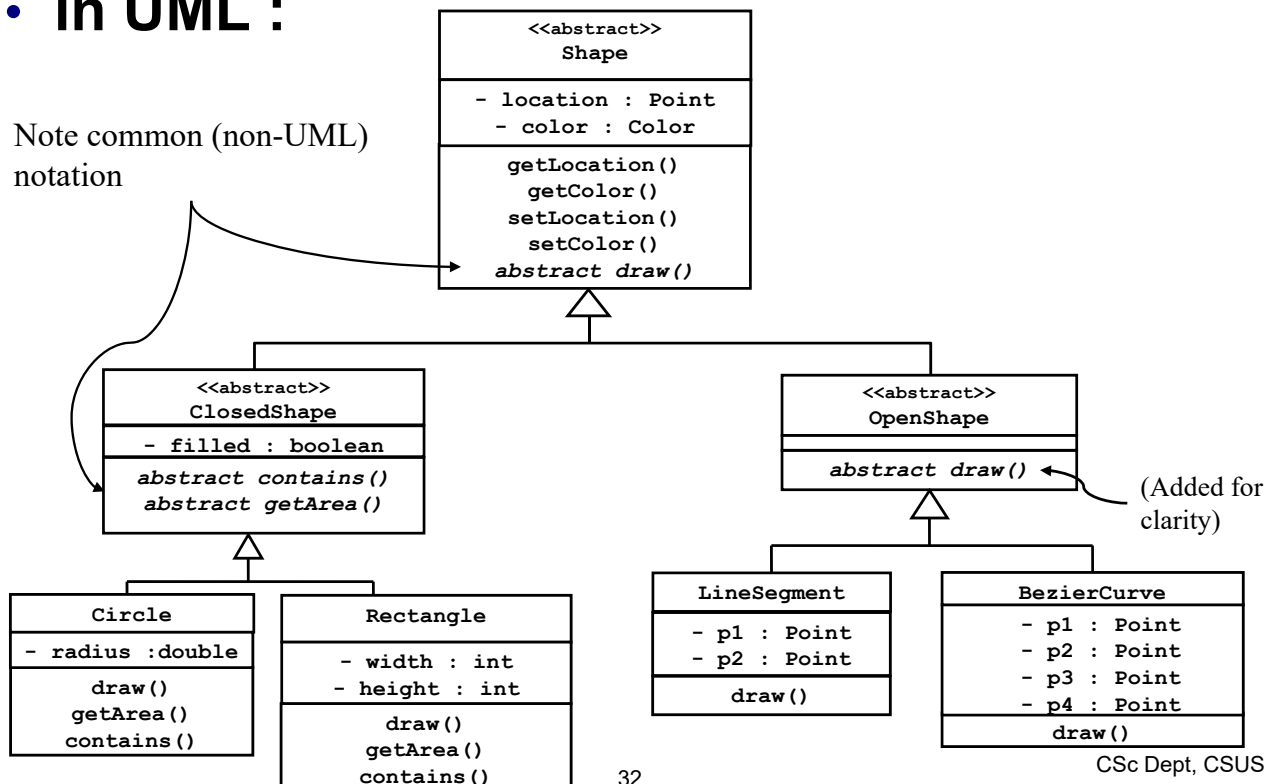 • In UML :
<<abstract>>
Shape
- location : Point
- color : Color
getLocation()
getColor()
setLocation()
setColor()
abstract draw()
Note common (non-UML)
notation
<<abstract>>
ClosedShape
- filled : boolean
abstract contains()
abstract getArea()
<<abstract>>
OpenShape
abstract draw()
(Added for
clarity)
Circle
- radius :double
draw()
getArea()
contains()
Rectangle
- width : int
- height : int
draw()
getArea()
contains()
LineSegment
- p1 : Point
- p2 : Point
draw()
BezierCurve
- p1 : Point
- p2 : Point
- p3 : Point
- p4 : Point
draw()
32
CSc Dept, CSUS